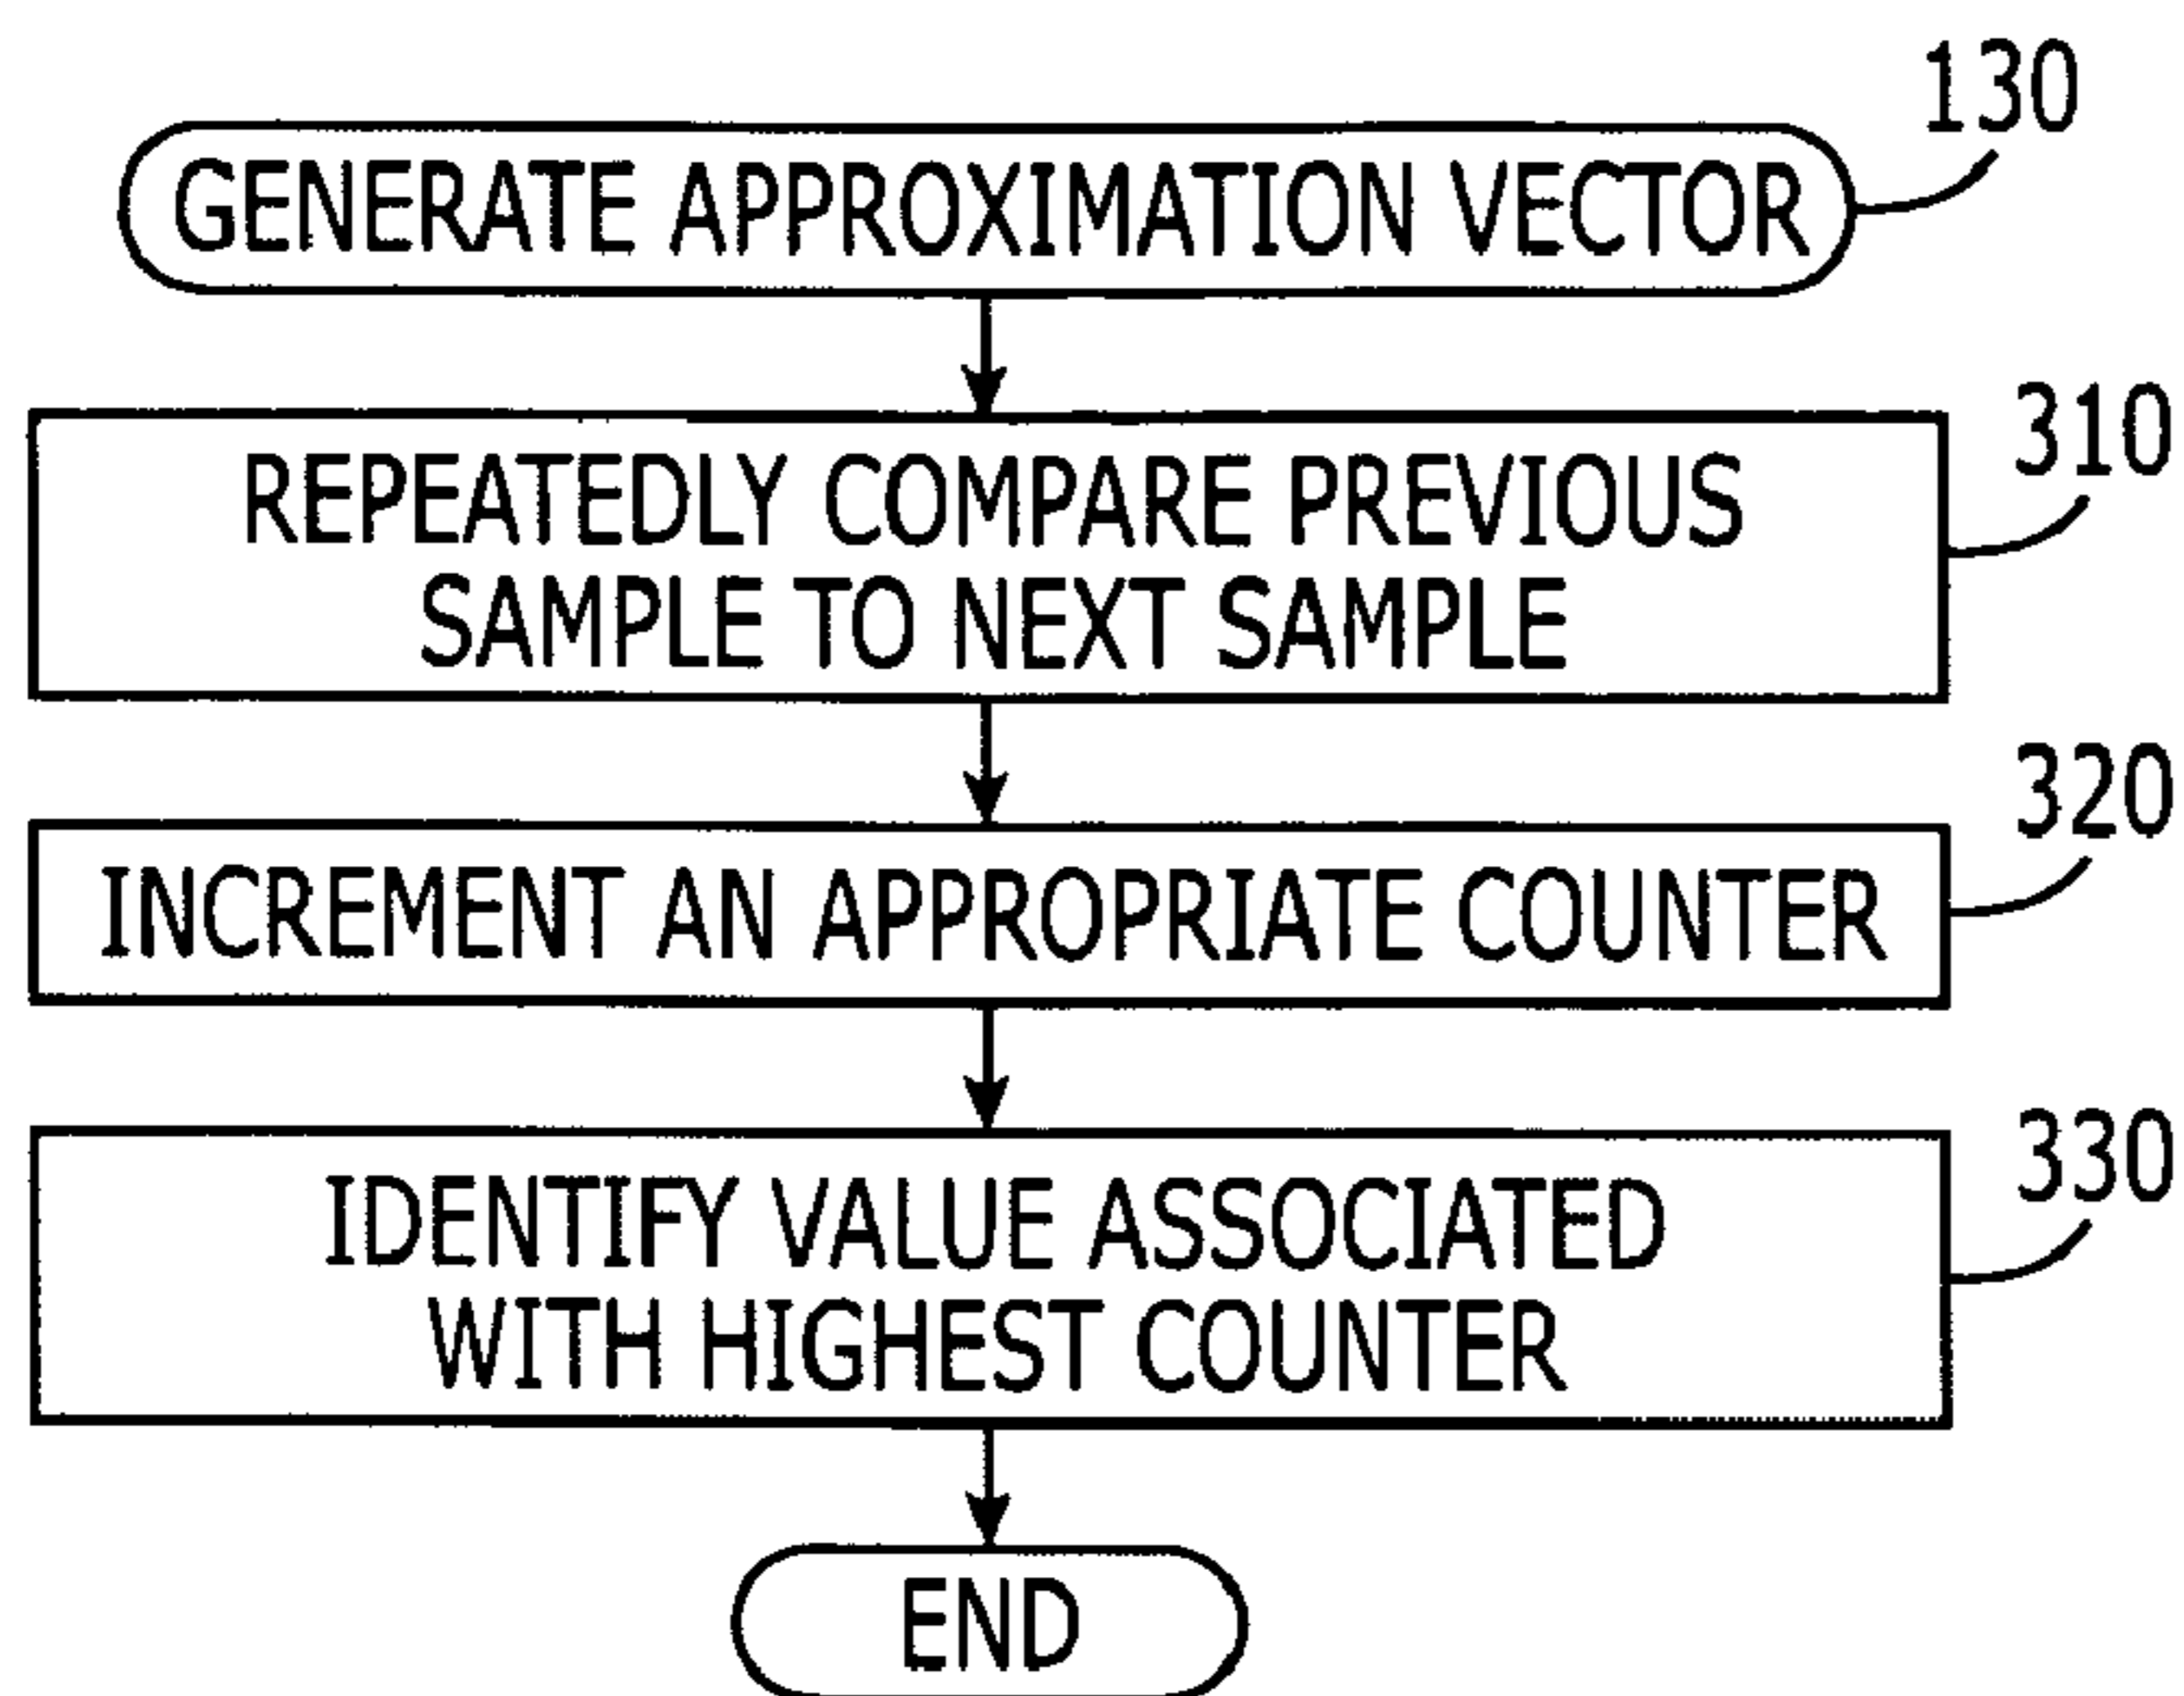 130
GENERATE APPROXIMATION VECTOR
310
REPEATEDLY COMPARE PREVIOUS
SAMPLE TO NEXT SAMPLE
320
INCREMENT AN APPROPRIATE COUNTER
330
IDENTIFY VALUE ASSOCIATED
WITH HIGHEST COUNTER
END